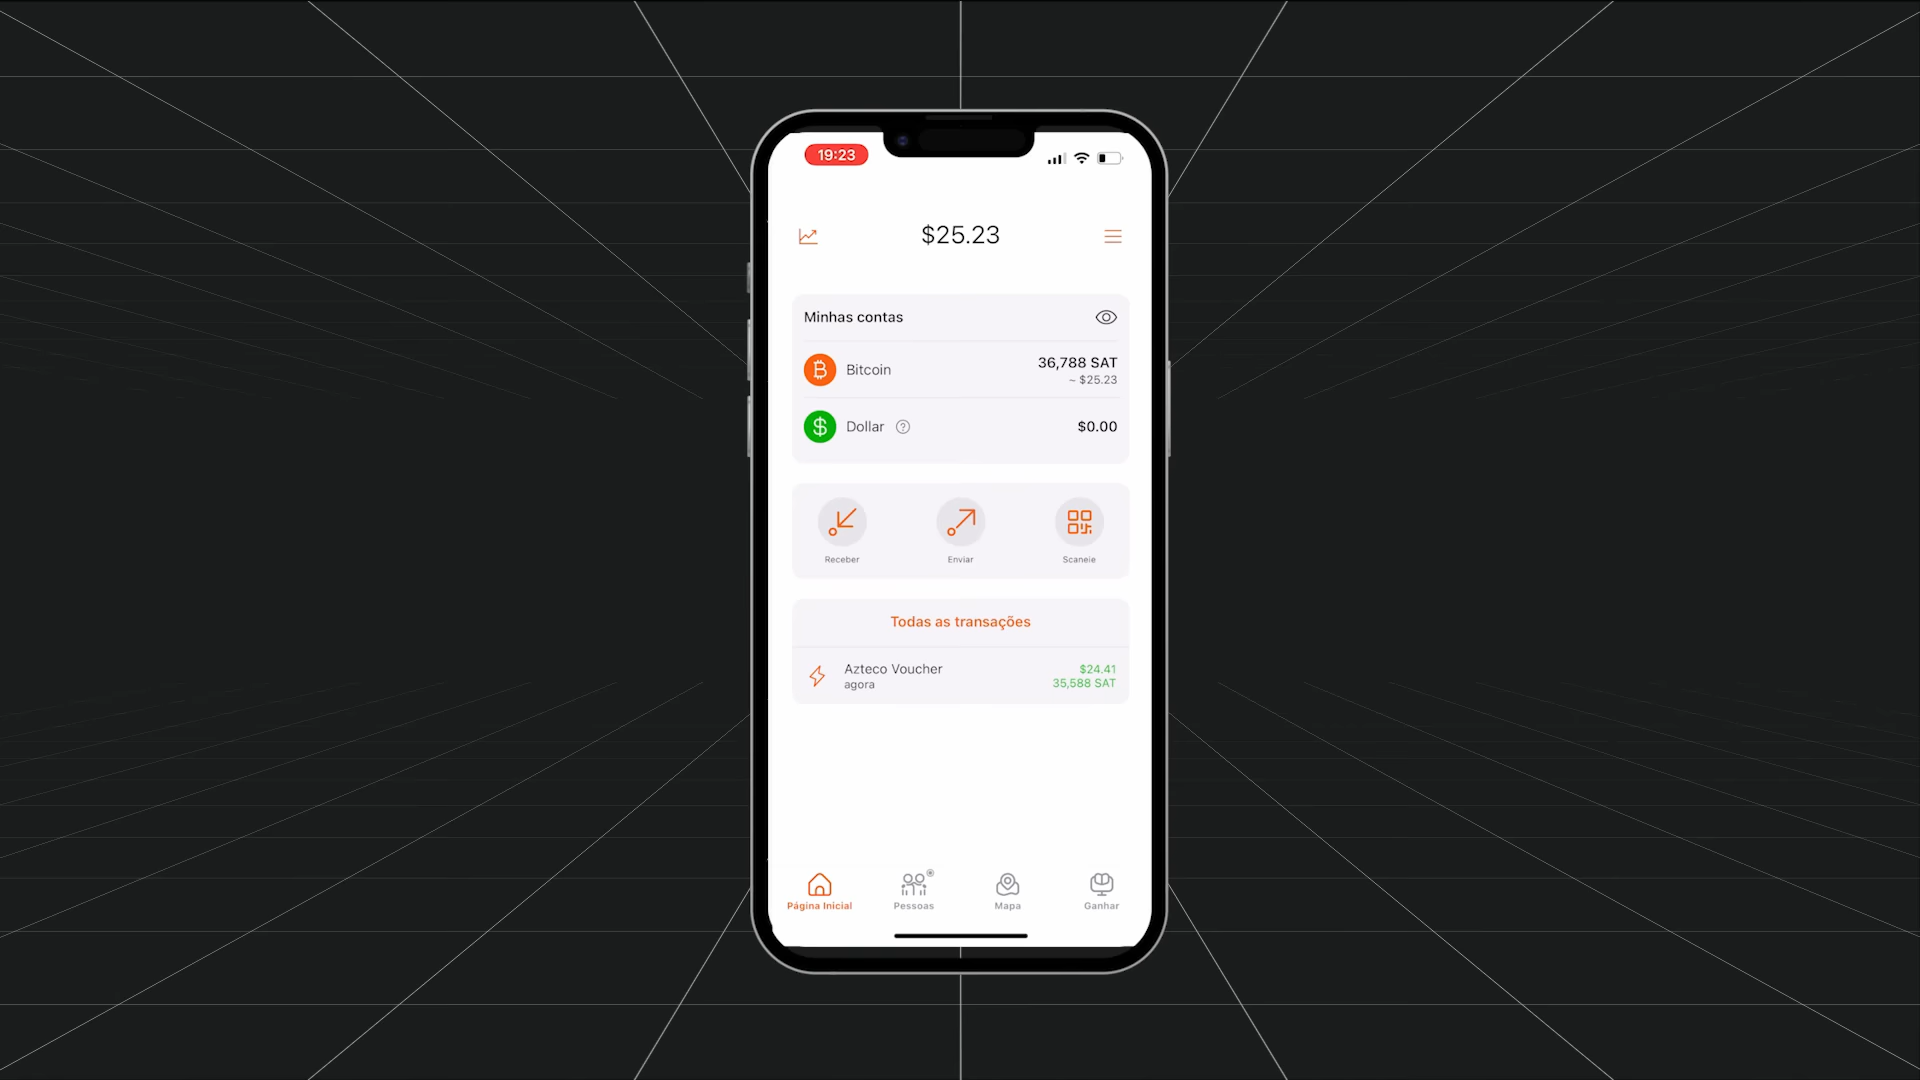 19:23
$25.23
Minhas contas
Bitcoin
36,788 SAT
~ $25.23
Dollar
$0.00
Receber
Enviar
Scaneie
Todas as transações
Azteco Voucher
$24.41
agora
35,588 SAT
Página Inicial
Pessoas
Mapa
Ganhar